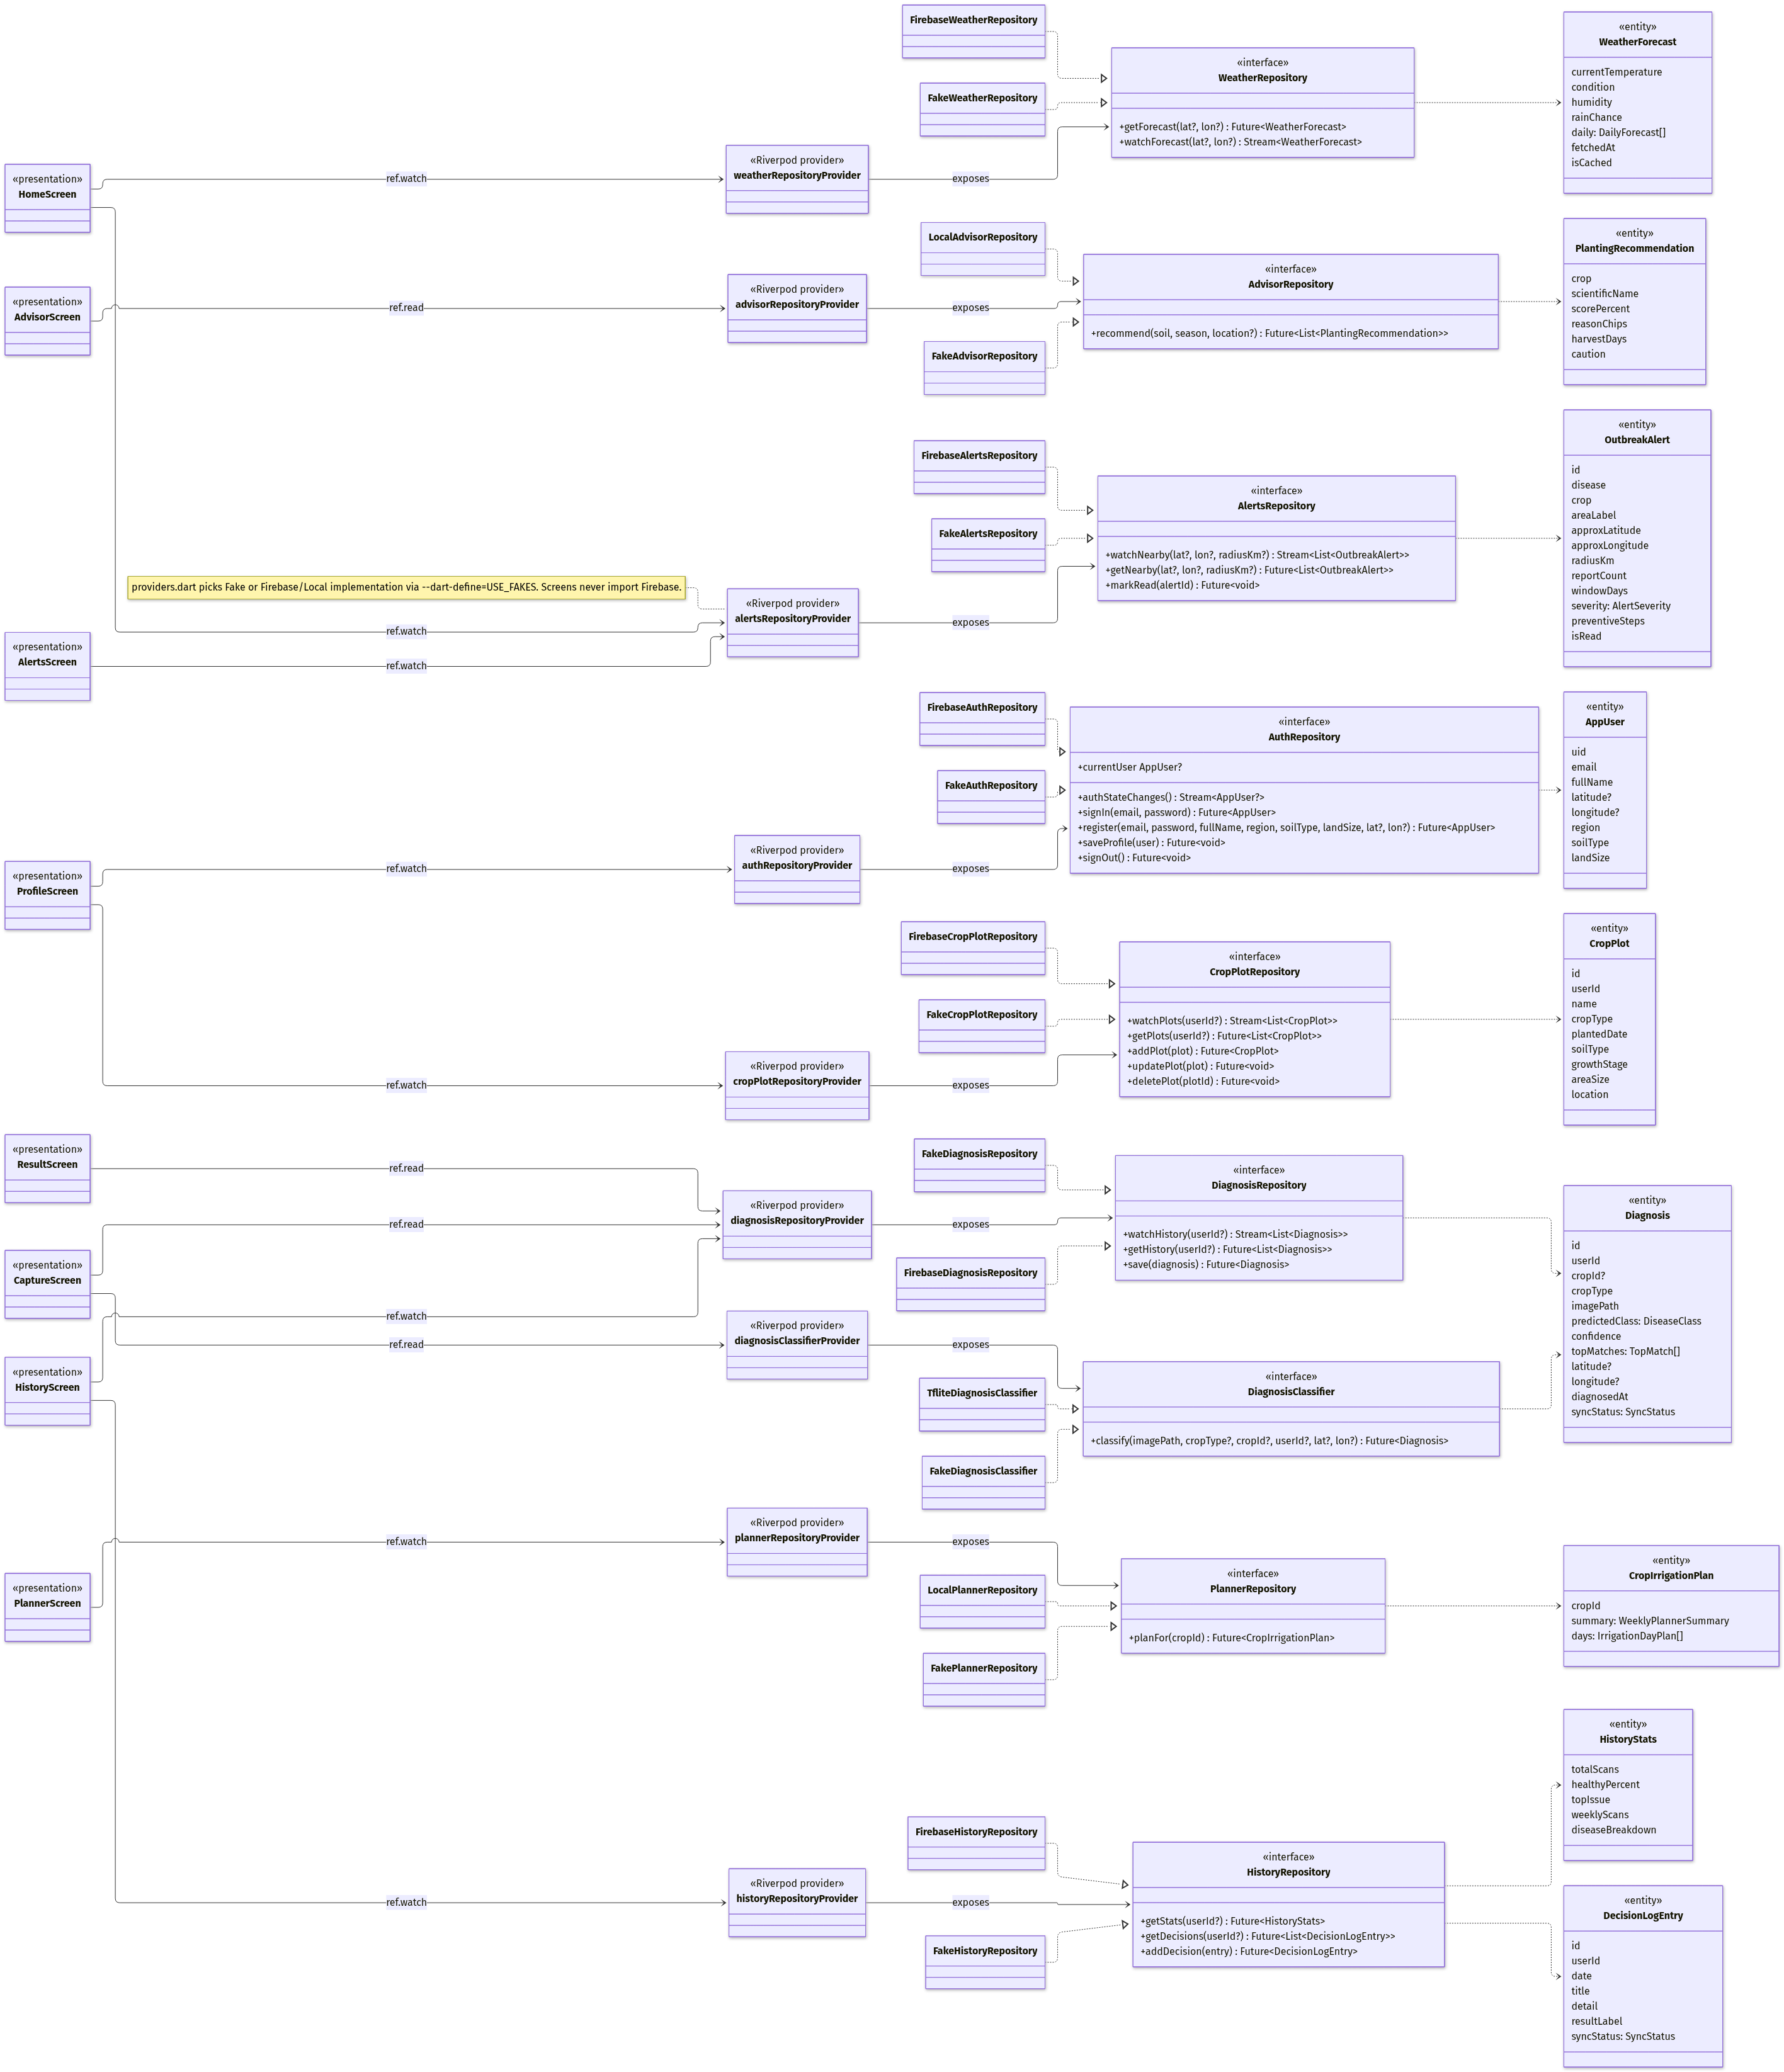 FirebaseWeatherRepository
FakeWeatherRepository
«interface»
WeatherRepository
+getForecast(lat?, lon?) : Future<WeatherForecast>
+watchForecast(lat?, lon?) : Stream<WeatherForecast>
«entity»
WeatherForecast
currentTemperature
condition
humidity
rainChance
daily: DailyForecast[]
fetchedAt
isCached
«presentation»
HomeScreen
ref.watch
«Riverpod provider»
weatherRepositoryProvider
exposes
LocalAdvisorRepository
«interface»
AdvisorRepository
+recommend(soil, season, location?) : Future<List<PlantingRecommendation>>
«entity»
PlantingRecommendation
crop
scientificName
scorePercent
reasonChips
harvestDays
caution
«presentation»
AdvisorScreen
ref.read
«Riverpod provider»
advisorRepositoryProvider
exposes
FakeAdvisorRepository
FirebaseAlertsRepository
FakeAlertsRepository
«interface»
AlertsRepository
+watchNearby(lat?, lon?, radiusKm?) : Stream<List<OutbreakAlert>>
+getNearby(lat?, lon?, radiusKm?) : Future<List<OutbreakAlert>>
+markRead(alertId) : Future<void>
«entity»
OutbreakAlert
id
disease
crop
areaLabel
approxLatitude
approxLongitude
radiusKm
reportCount
windowDays
severity: AlertSeverity
preventiveSteps
isRead
providers.dart picks Fake or Firebase/Local implementation via --dart-define=USE_FAKES. Screens never import Firebase.
«Riverpod provider»
alertsRepositoryProvider
exposes
ref.watch
«presentation»
AlertsScreen
ref.watch
FirebaseAuthRepository
FakeAuthRepository
«interface»
AuthRepository
+currentUser AppUser?
+authStateChanges() : Stream<AppUser?>
+signIn(email, password) : Future<AppUser>
+register(email, password, fullName, region, soilType, landSize, lat?, lon?) : Future<AppUser>
+saveProfile(user) : Future<void>
+signOut() : Future<void>
«entity»
AppUser
uid
email
fullName
latitude?
longitude?
region
soilType
landSize
«presentation»
ProfileScreen
ref.watch
«Riverpod provider»
authRepositoryProvider
exposes
FirebaseCropPlotRepository
FakeCropPlotRepository
«interface»
CropPlotRepository
+watchPlots(userId?) : Stream<List<CropPlot>>
+getPlots(userId?) : Future<List<CropPlot>>
+addPlot(plot) : Future<CropPlot>
+updatePlot(plot) : Future<void>
+deletePlot(plotId) : Future<void>
«entity»
CropPlot
id
userId
name
cropType
plantedDate
soilType
growthStage
areaSize
location
ref.watch
«Riverpod provider»
cropPlotRepositoryProvider
exposes
«presentation»
ResultScreen
ref.read
FakeDiagnosisRepository
«interface»
DiagnosisRepository
+watchHistory(userId?) : Stream<List<Diagnosis>>
+getHistory(userId?) : Future<List<Diagnosis>>
+save(diagnosis) : Future<Diagnosis>
«Riverpod provider»
diagnosisRepositoryProvider
exposes
ref.read
«presentation»
CaptureScreen
FirebaseDiagnosisRepository
«entity»
Diagnosis
id
userId
cropId?
cropType
imagePath
predictedClass: DiseaseClass
confidence
topMatches: TopMatch[]
latitude?
longitude?
diagnosedAt
syncStatus: SyncStatus
ref.watch
ref.read
«Riverpod provider»
diagnosisClassifierProvider
exposes
«presentation»
HistoryScreen
TfliteDiagnosisClassifier
«interface»
DiagnosisClassifier
+classify(imagePath, cropType?, cropId?, userId?, lat?, lon?) : Future<Diagnosis>
FakeDiagnosisClassifier
«Riverpod provider»
plannerRepositoryProvider
ref.watch
exposes
«presentation»
PlannerScreen
LocalPlannerRepository
FakePlannerRepository
«interface»
PlannerRepository
+planFor(cropId) : Future<CropIrrigationPlan>
«entity»
CropIrrigationPlan
cropId
summary: WeeklyPlannerSummary
days: IrrigationDayPlan[]
«entity»
HistoryStats
totalScans
healthyPercent
topIssue
weeklyScans
diseaseBreakdown
FirebaseHistoryRepository
«interface»
HistoryRepository
+getStats(userId?) : Future<HistoryStats>
+getDecisions(userId?) : Future<List<DecisionLogEntry>>
+addDecision(entry) : Future<DecisionLogEntry>
ref.watch
«Riverpod provider»
historyRepositoryProvider
exposes
FakeHistoryRepository
«entity»
DecisionLogEntry
id
userId
date
title
detail
resultLabel
syncStatus: SyncStatus